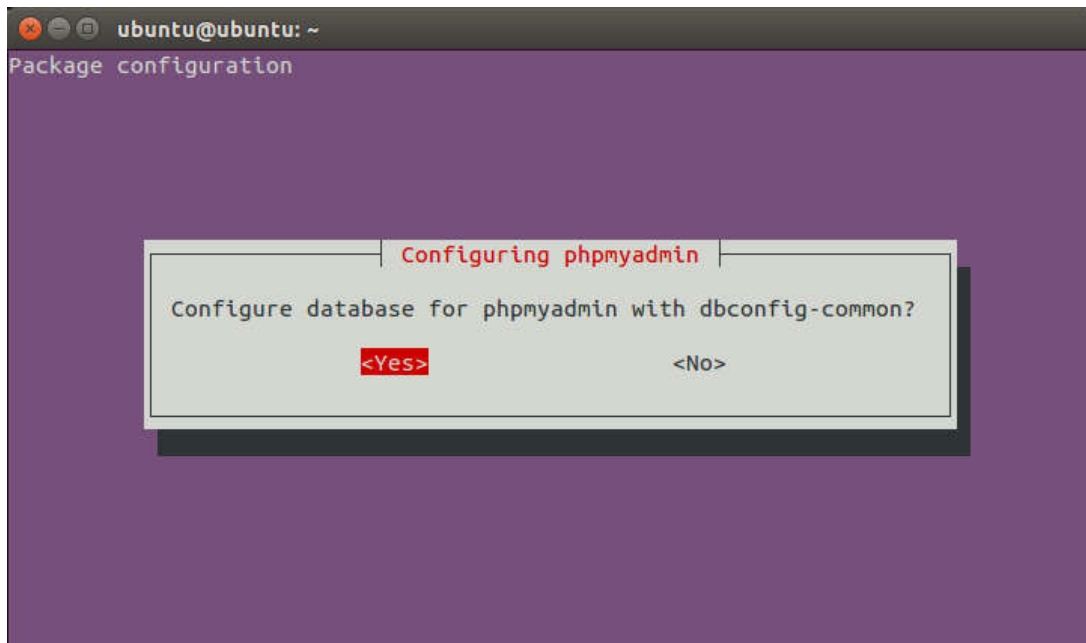 ubuntu@ubuntu: ~
Package configuration
Configuring phpmyadmin
Configure database for phpmyadmin with dbconfig-common?
<Yes> <No>